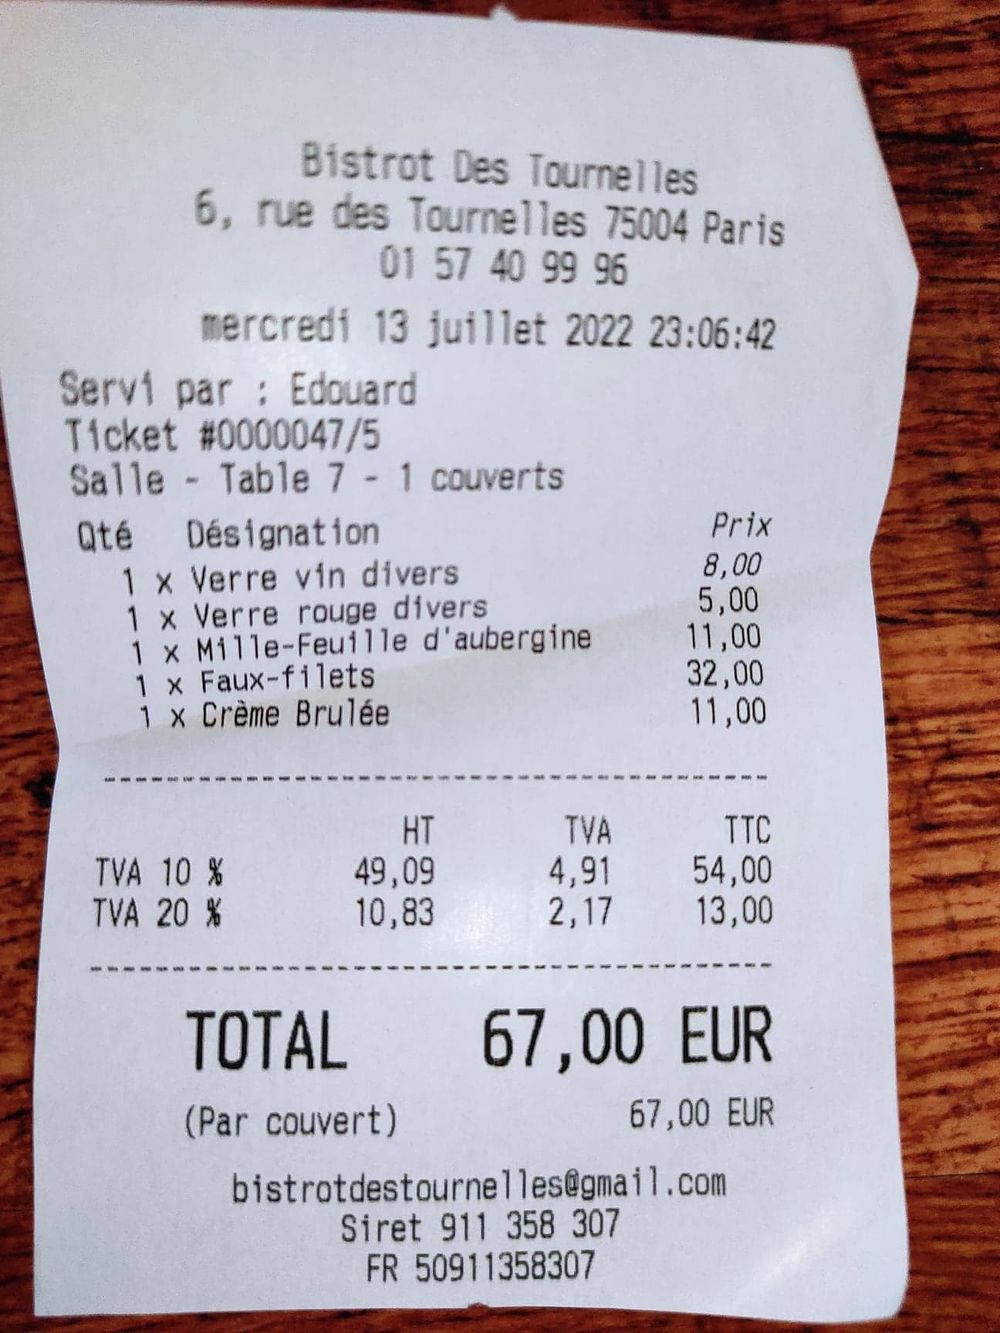 Bistrot Des Tournelles
6, rue des Tournelles 75004 Paris
01 57 40 99 96
mercredi 13 juillet 2022 23:06:42
Servi par : Edouard
Ticket #0000047/5
Salle - Table 7 - 1 couverts
Qté Désignation Prix
1 x Verre vin divers 8,00
1 x Verre rouge divers 5,00
1 x Mille-Feuille d'aubergine 11,00
1 x Faux-filets 32,00
1 x Crème Brulée 11,00
HT TVA TTC
TVA 10 % 49,09 4,91 54,00
TVA 20 % 10,83 2,17 13,00
TOTAL 67,00 EUR
(Par couvert) 67,00 EUR
bistrotdestournelles@gmail.com
Siret 911 358 307
FR 50911358307